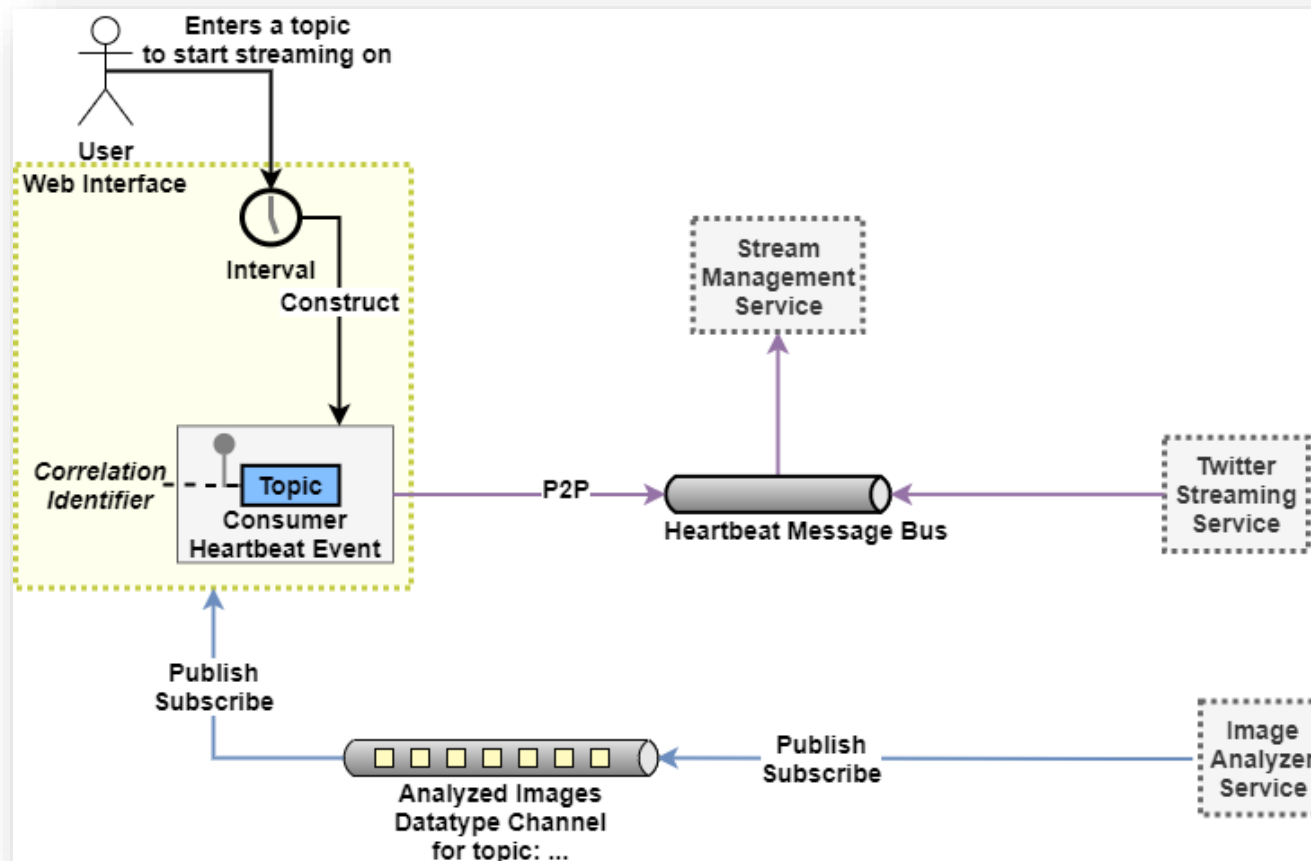 Enters a topic
to start streaming on
User
Web Interface
Interval
Construct
Stream
Management
Service
Correlation
Identifier
Topic
Consumer
Heartbeat Event
P2P
Heartbeat Message Bus
Twitter
Streaming
Service
Publish
Subscribe
Publish
Subscribe
Image
Analyzer
Service
Analyzed Images
Datatype Channel
for topic: ...